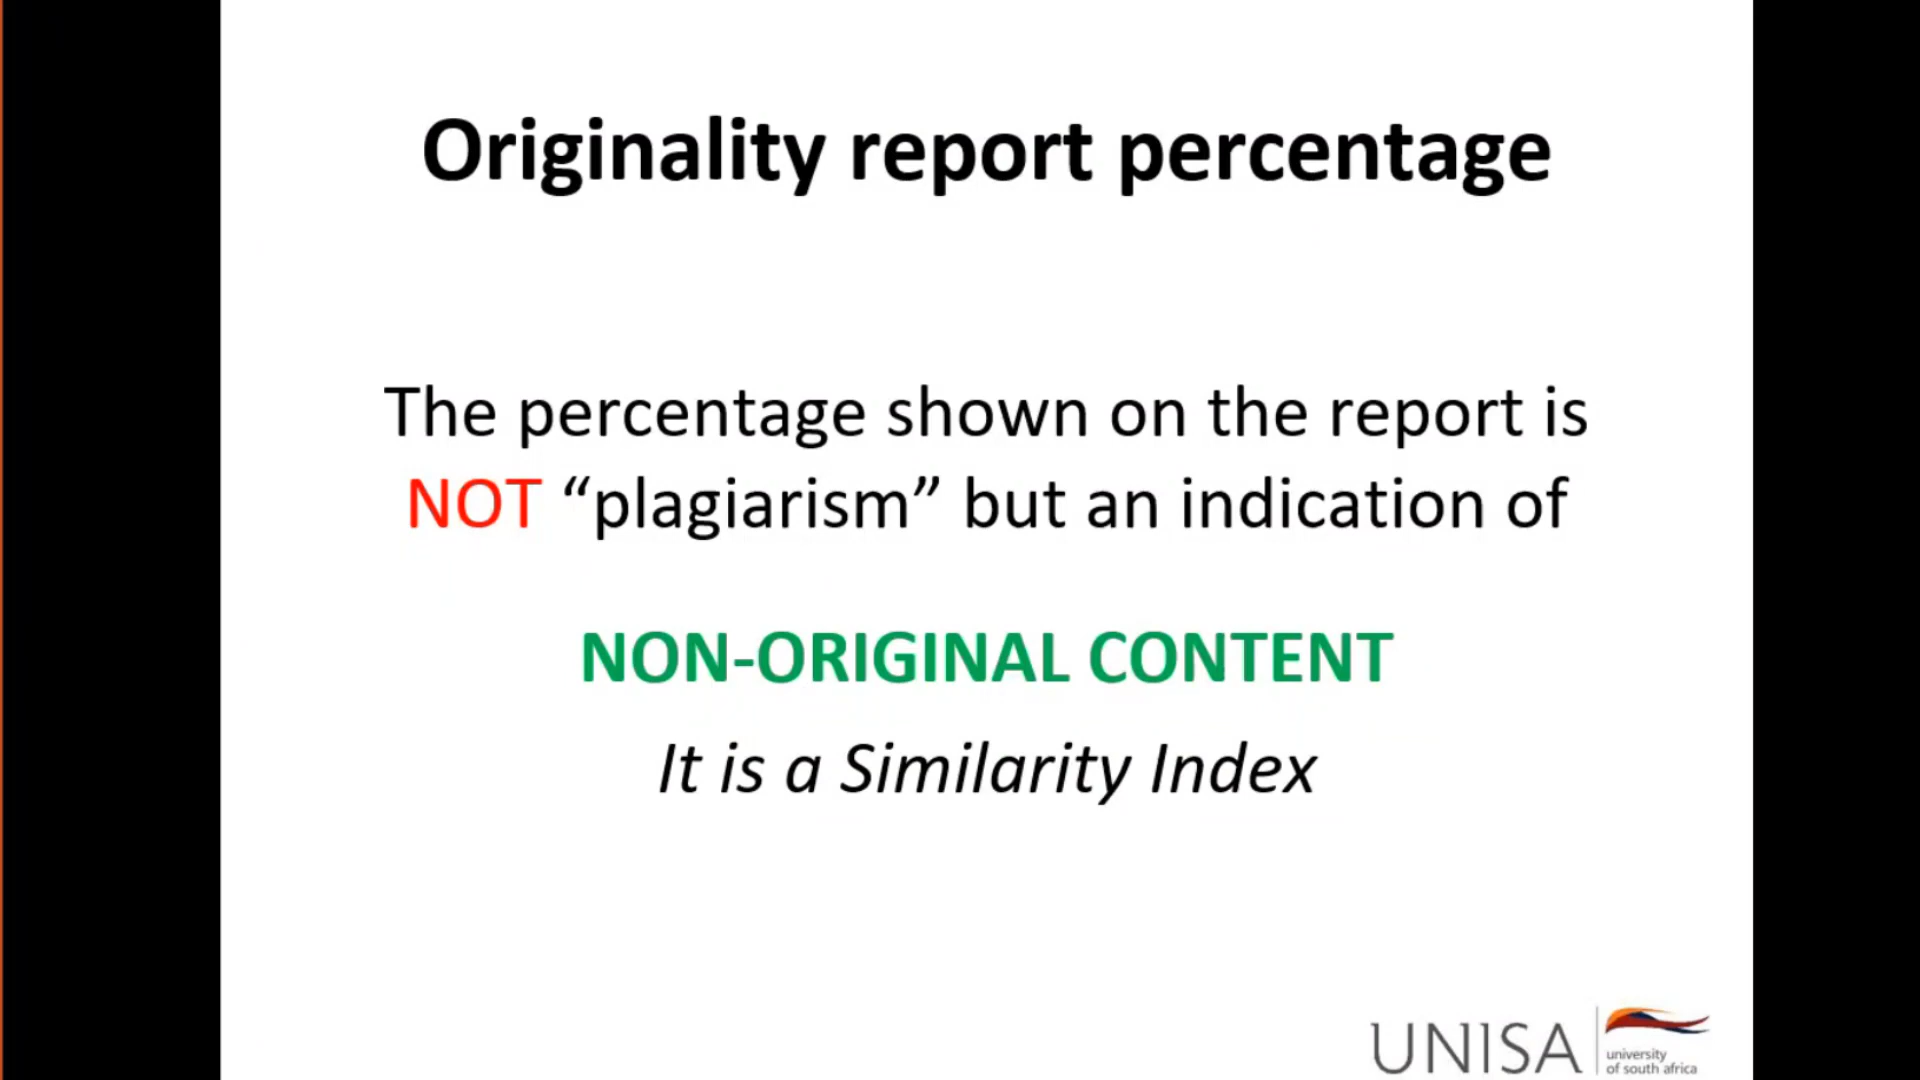 Originality report percentage
The percentage shown on the report is
NOT “plagiarism” but an indication of
NON-ORIGINAL CONTENT
It is a Similarity Index
UNISA
university
of south africa